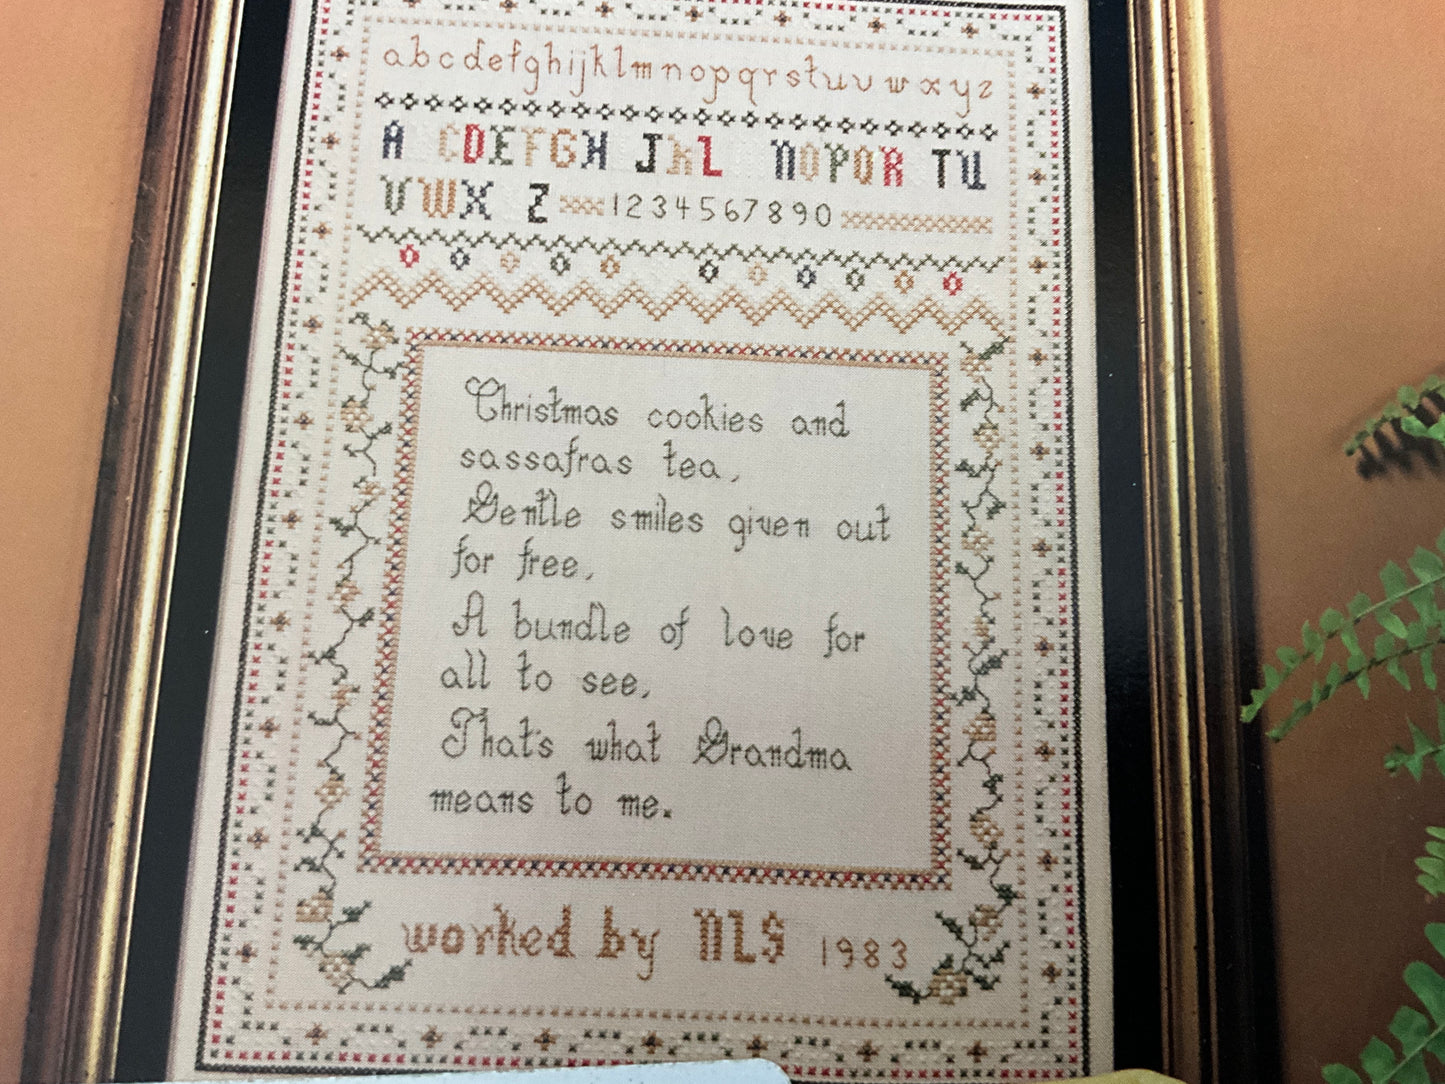 abcdefghijklmnopqrstuvwxyz
A CDEFGH JKL NOPQR TU
VWX Z 1234567890
Christmas cookies and
sassafras tea,
Gentle smiles given out
for free,
A bundle of love for
all to see,
That's what Grandma
means to me.
worked by NLS 1983